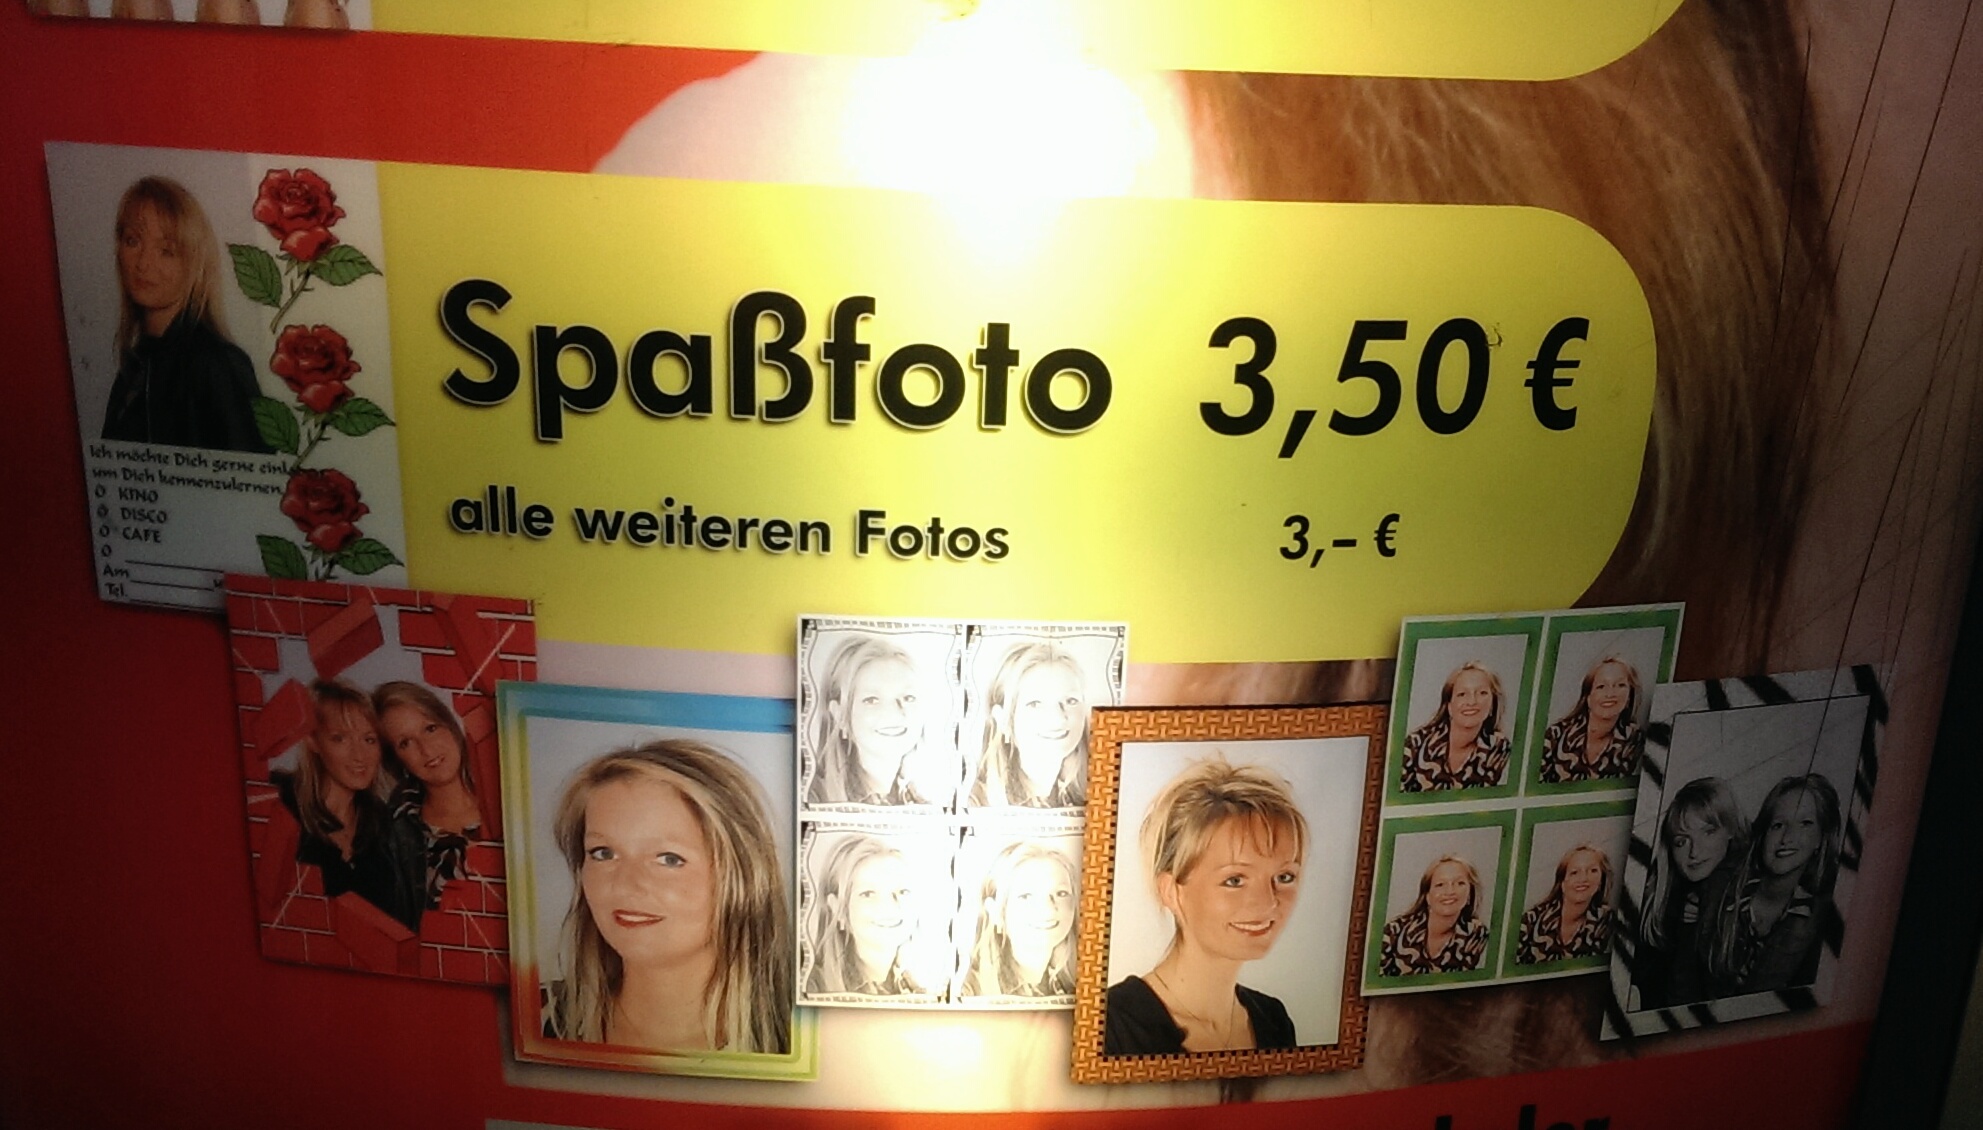 Spaßfoto 3,50 €
alle weiteren Fotos 3,- €
Ich möchte Dich gerne
um Dich kennenzulernen
O KINO
O DISCO
O CAFE
O
Am
Tel.